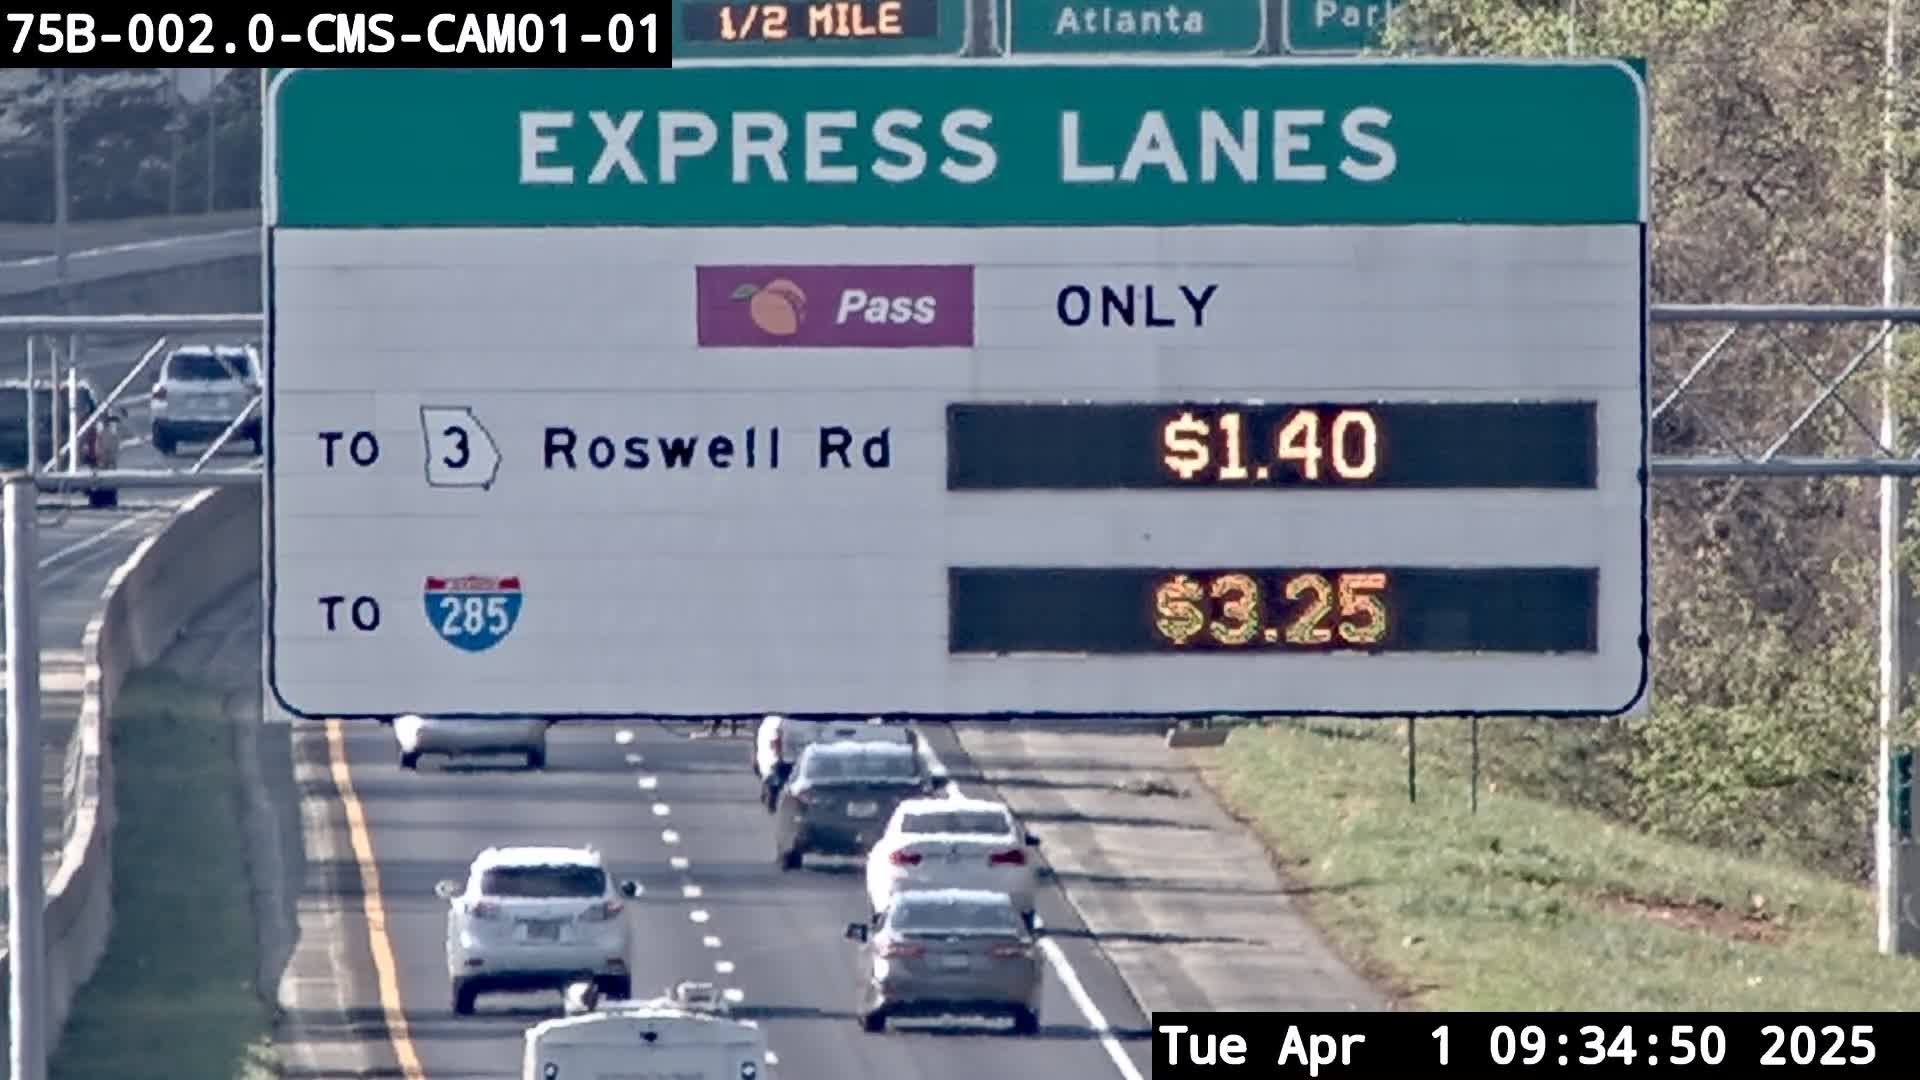 75B-002.0-CMS-CAM01-01
1/2 MILE
Atlanta
EXPRESS LANES
Pass ONLY
TO 3 Roswell Rd $1.40
TO 285 $3.25
Tue Apr 1 09:34:50 2025